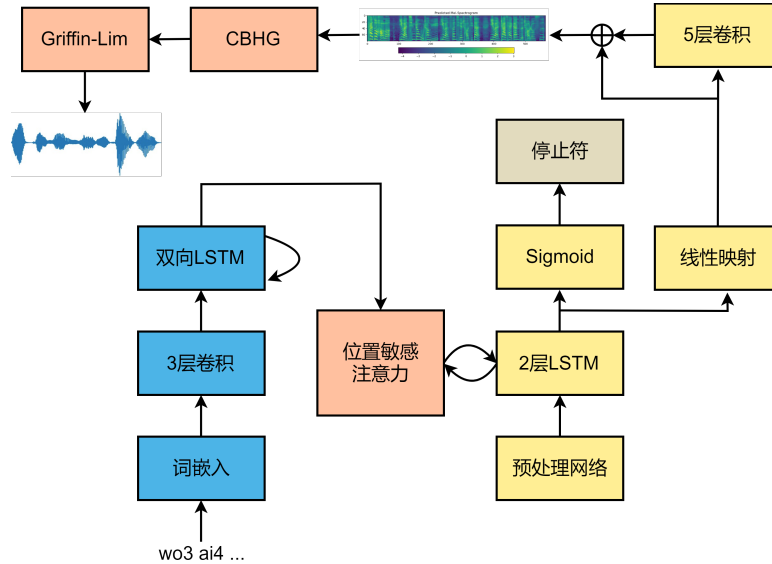 Griffin-Lim
CBHG
5层卷积
停止符
双向LSTM
Sigmoid
线性映射
3层卷积
位置敏感
注意力
2层LSTM
词嵌入
预处理网络
wo3 ai4 ...